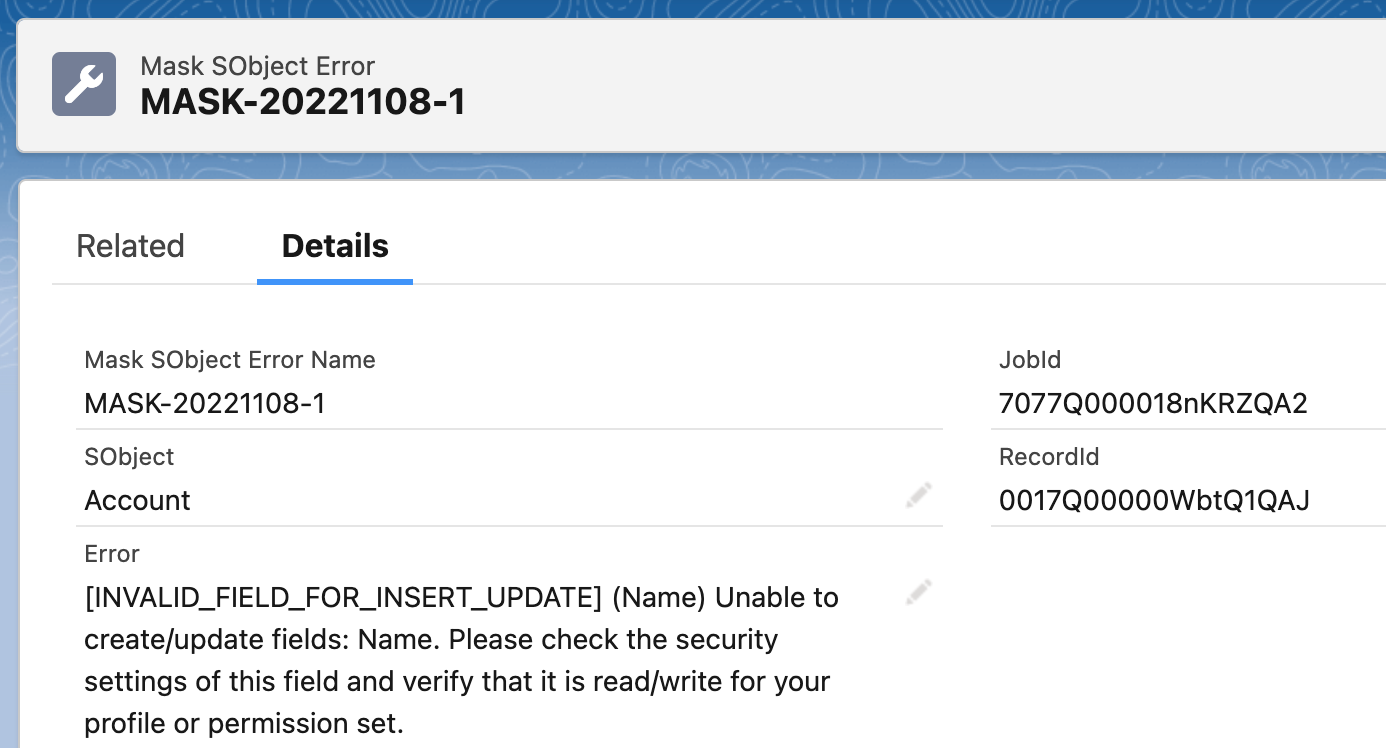 Mask SObject Error
MASK-20221108-1
Related
Details
Mask SObject Error Name
MASK-20221108-1
JobId
7077Q000018nKRZQA2
SObject
Account
RecordId
0017Q00000WbtQ1QAJ
Error
[INVALID_FIELD_FOR_INSERT_UPDATE] (Name) Unable to
create/update fields: Name. Please check the security
settings of this field and verify that it is read/write for your
profile or permission set.